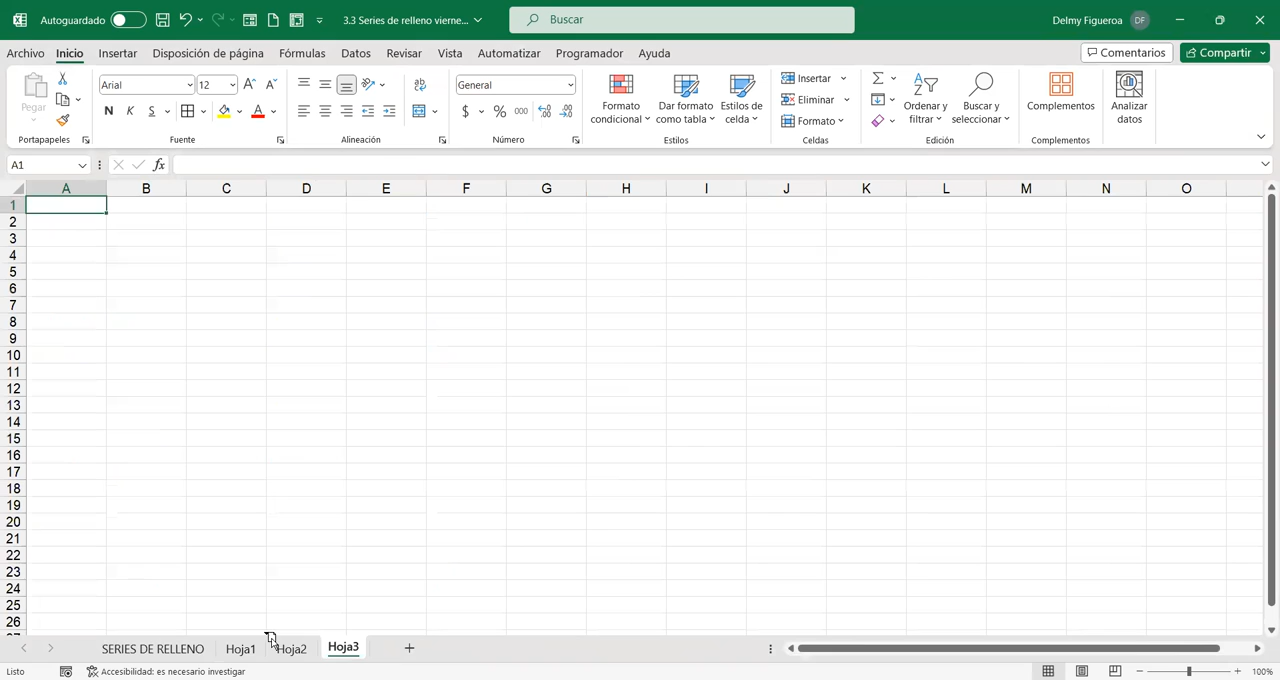 Autoguardado
3.3 Series de relleno vierne...
Buscar
Delmy Figueroa DF
Archivo Inicio Insertar Disposición de página Fórmulas Datos Revisar Vista Automatizar Programador Ayuda
Comentarios Compartir
Pegar
Portapapeles
Arial 12
N K S
Fuente
Alineación
General
$ % 000
Número
Formato condicional
Dar formato como tabla
Estilos de celda
Estilos
Insertar
Eliminar
Formato
Celdas
Ordenar y filtrar
Buscar y seleccionar
Edición
Complementos
Complementos
Analizar datos
A1 fx
A B C D E F G H I J K L M N O
1
2
3
4
5
6
7
8
9
10
11
12
13
14
15
16
17
18
19
20
21
22
23
24
25
26
SERIES DE RELLENO Hoja1 Hoja2 Hoja3
Listo Accesibilidad: es necesario investigar 100%